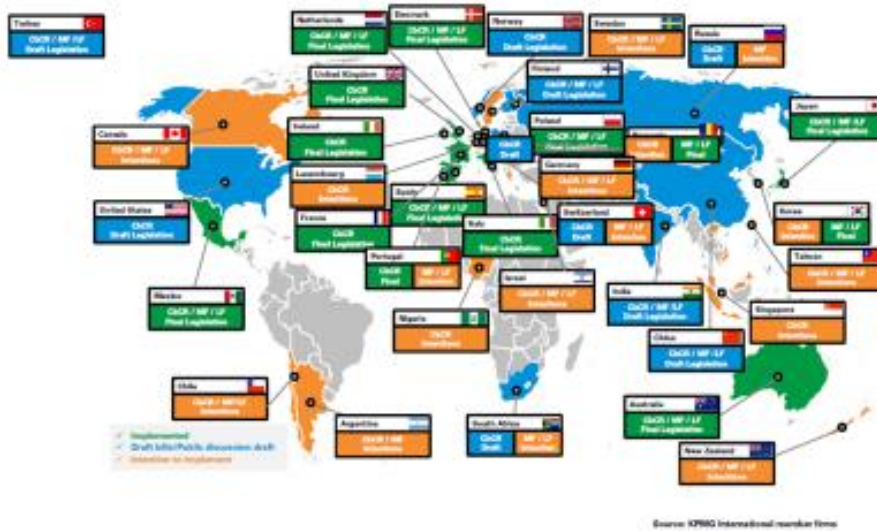 Turkey
CbCR / MF / LF
Draft Legislation
Netherlands
CbCR / MF / LF
Final Legislation
Denmark
CbCR / MF / LF
Final Legislation
Norway
CbCR
Draft Legislation
Sweden
CbCR / MF / LF
Intentions
Russia
CbCR
Draft
MF
Intention
United Kingdom
CbCR
Final Legislation
Finland
CbCR / MF / LF
Draft Legislation
Japan
CbCR / MF / LF
Final Legislation
Canada
CbCR / MF / LF
Intentions
Ireland
CbCR
Final Legislation
Poland
CbCR / MF / LF
Final Legislation
CbCR
Draft
MF / LF
Final
Luxembourg
CbCR
Intentions
Germany
CbCR / MF / LF
Intentions
United States
CbCR
Draft Legislation
Spain
CbCR / MF / LF
Final Legislation
France
CbCR
Final Legislation
Italy
CbCR
Final Legislation
Switzerland
CbCR
Draft
MF / LF
Intention
Korea
CbCR
Intention
MF / LF
Final
Portugal
CbCR
Final
MF / LF
Intention
Taiwan
CbCR / MF / LF
Intentions
Israel
CbCR / MF / LF
Intentions
Mexico
CbCR / MF / LF
Final Legislation
India
CbCR / MF / LF
Draft Legislation
Singapore
CbCR
Intentions
Nigeria
CbCR
Intentions
China
CbCR / MF / LF
Draft Legislation
Chile
CbCR / MF/LF
Intentions
Argentina
CbCR / MF
Intentions
South Africa
CbCR
Draft
MF / LF
Intention
Australia
CbCR / MF / LF
Final Legislation
New Zealand
CbCR / MF / LF
Intentions
✓ Implemented
✓ Draft bills/Public discussion draft
✓ Intention to implement
Source: KPMG International member firms